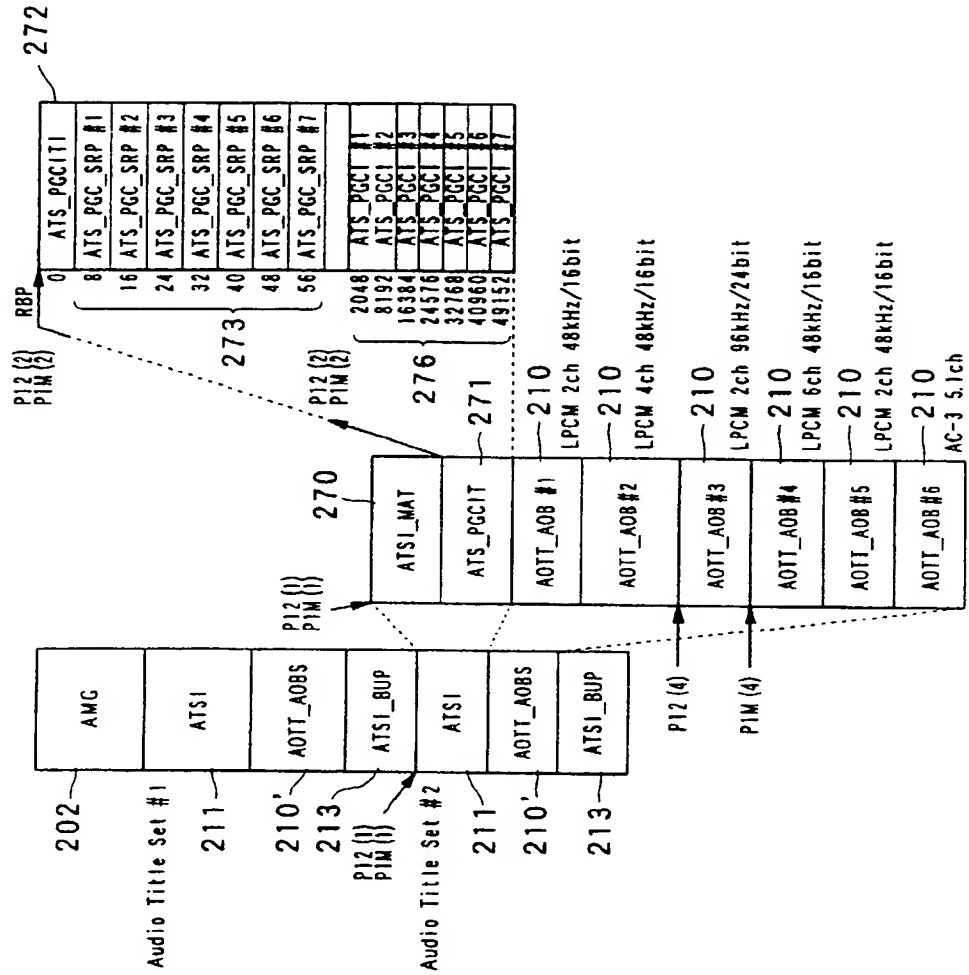 AMG
202
Audio Title Set #1
ATSI
211
AOTT_AOBS
210'
ATSI_BUP
213
P12 (1)
P1M (1)
Audio Title Set #2
ATSI
211
AOTT_AOBS
210'
ATSI_BUP
213
P12 (1)
P1M (1)
270
ATSI_MAT
ATS_PGCIT
271
AOTT_AOB #1
210
LPCM 2ch 48kHz/16bit
AOTT_AOB#2
210
LPCM 4ch 48kHz/16bit
P12 (4)
AOTT_AOB#3
210
LPCM 2ch 96kHz/24bit
P1M (4)
AOTT_AOB#4
210
LPCM 6ch 48kHz/16bit
AOTT_AOB#5
210
LPCM 2ch 48kHz/16bit
AOTT_AOB#6
210
AC-3 5.1ch
P12 (2)
P1M (2)
P12 (2)
P1M (2)
RBP
272
0 ATS_PGCITI
8 ATS_PGC_SRP #1
16 ATS_PGC_SRP #2
24 ATS_PGC_SRP #3
32 ATS_PGC_SRP #4
40 ATS_PGC_SRP #5
48 ATS_PGC_SRP #6
56 ATS_PGC_SRP #7
273
2048 ATS_PGCI #1
8192 ATS_PGCI #2
16384 ATS_PGCI #3
24576 ATS_PGCI #4
32768 ATS_PGCI #5
40960 ATS_PGCI #6
49152 ATS_PGCI #7
276